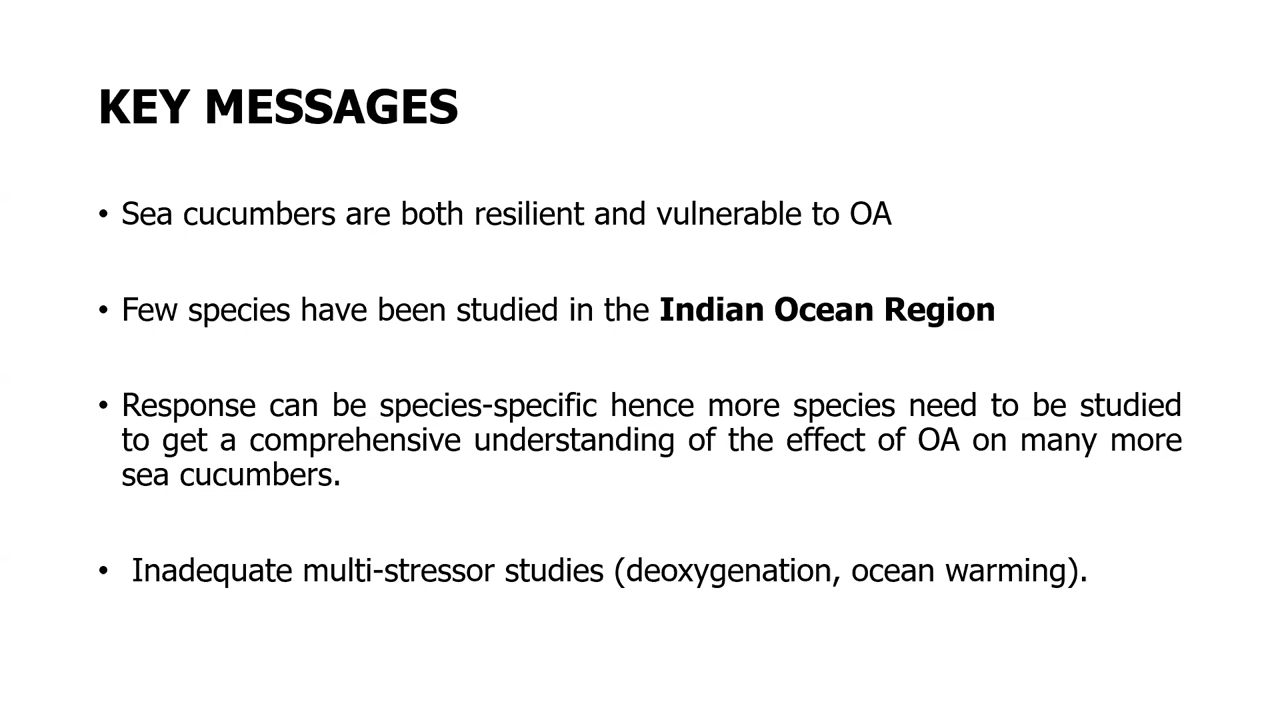 KEY MESSAGES
• Sea cucumbers are both resilient and vulnerable to OA
• Few species have been studied in the Indian Ocean Region
• Response can be species-specific hence more species need to be studied
to get a comprehensive understanding of the effect of OA on many more
sea cucumbers.
• Inadequate multi-stressor studies (deoxygenation, ocean warming).